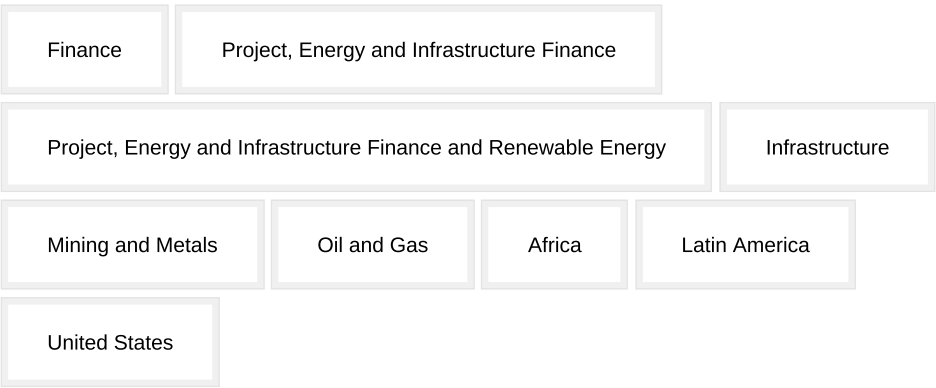 Finance Project, Energy and Infrastructure Finance
Project, Energy and Infrastructure Finance and Renewable Energy Infrastructure
Mining and Metals Oil and Gas Africa Latin America
United States